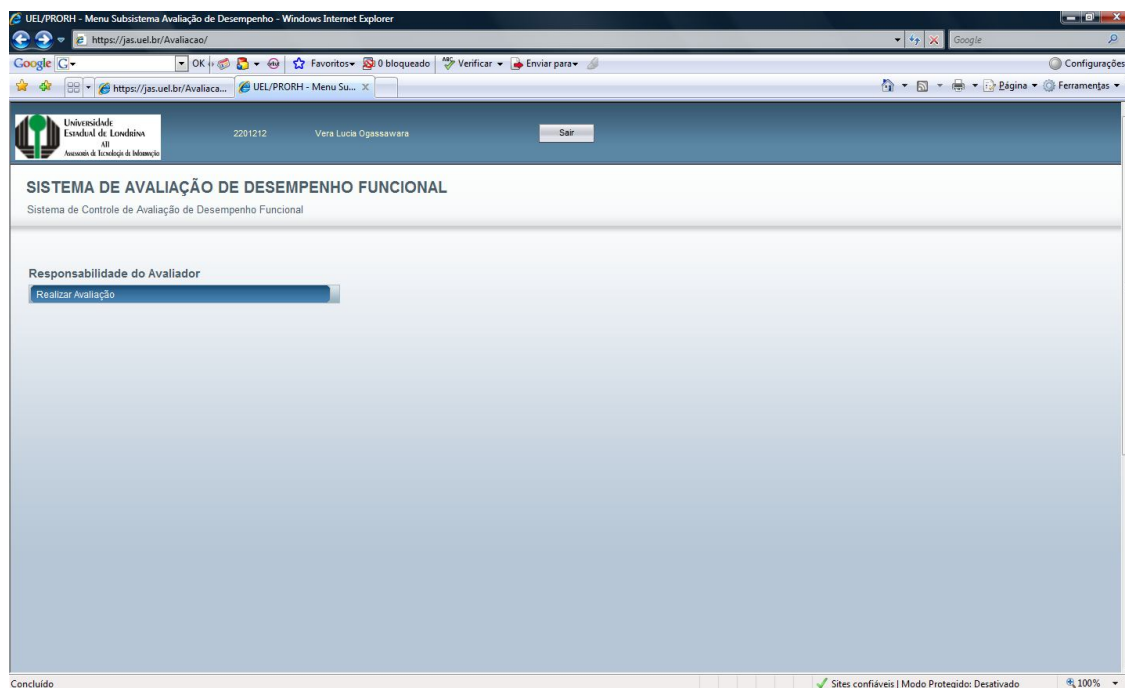 UEL/PRORH - Menu Subsistema Avaliação de Desempenho - Windows Internet Explorer
https://jas.uel.br/Avaliacao/
Google
Google G OK Favoritos 0 bloqueado Verificar Enviar para Configurações
https://jas.uel.br/Avaliaca... UEL/PRORH - Menu Su... X Página Ferramentas
Universidade
Estadual de Londrina
ATI
Assessoria de Tecnologia de Informação
2201212 Vera Lucia Ogassawara Sair
SISTEMA DE AVALIAÇÃO DE DESEMPENHO FUNCIONAL
Sistema de Controle de Avaliação de Desempenho Funcional
Responsabilidade do Avaliador
Realizar Avaliação
Concluído Sites confiáveis | Modo Protegido: Desativado 100%